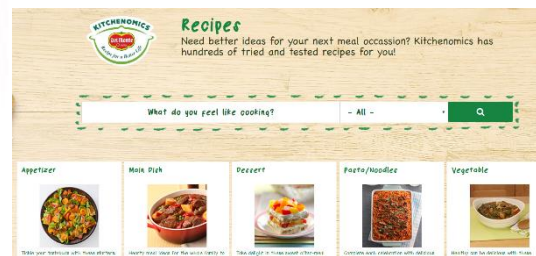 KITCHENOMICS
Del Monte
Recipe for a Better Life
Recipes
Need better ideas for your next meal occassion? Kitchenomics has
hundreds of tried and tested recipes for you!
What do you feel like cooking?
- All -
Appetizer
Main Dish
Dessert
Pasta/Noodles
Vegetable